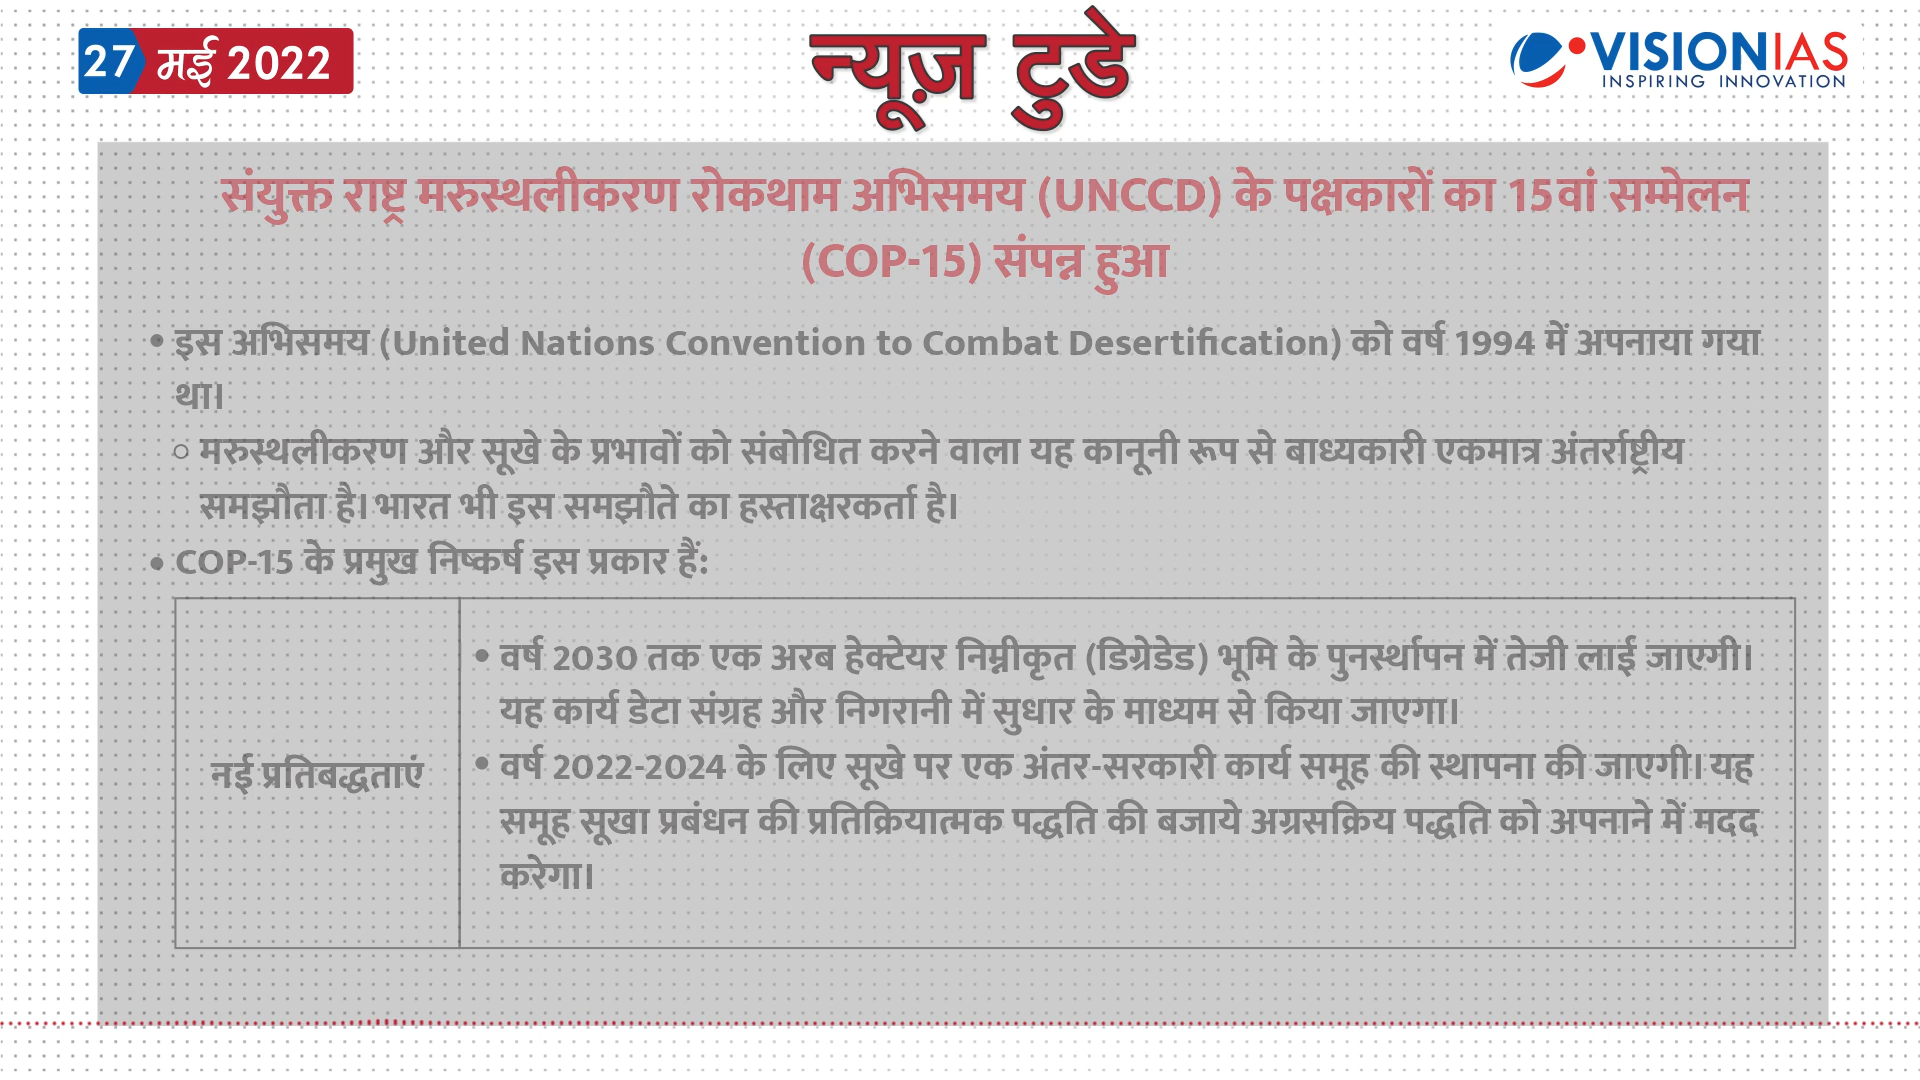 27 मई 2022
न्यूज़ टुडे
VISIONIAS
INSPIRING INNOVATION
संयुक्त राष्ट्र मरुस्थलीकरण रोकथाम अभिसमय (UNCCD) के पक्षकारों का 15वां सम्मेलन
(COP-15) संपन्न हुआ
• इस अभिसमय (United Nations Convention to Combat Desertification) को वर्ष 1994 में अपनाया गया
था।
○ मरुस्थलीकरण और सूखे के प्रभावों को संबोधित करने वाला यह कानूनी रूप से बाध्यकारी एकमात्र अंतर्राष्ट्रीय
समझौता है। भारत भी इस समझौते का हस्ताक्षरकर्ता है।
• COP-15 के प्रमुख निष्कर्ष इस प्रकार हैं:
नई प्रतिबद्धताएं
• वर्ष 2030 तक एक अरब हेक्टेयर निम्नीकृत (डिग्रेडेड) भूमि के पुनर्स्थापन में तेजी लाई जाएगी।
यह कार्य डेटा संग्रह और निगरानी में सुधार के माध्यम से किया जाएगा।
• वर्ष 2022-2024 के लिए सूखे पर एक अंतर-सरकारी कार्य समूह की स्थापना की जाएगी। यह
समूह सूखा प्रबंधन की प्रतिक्रियात्मक पद्धति की बजाये अग्रसक्रिय पद्धति को अपनाने में मदद
करेगा।